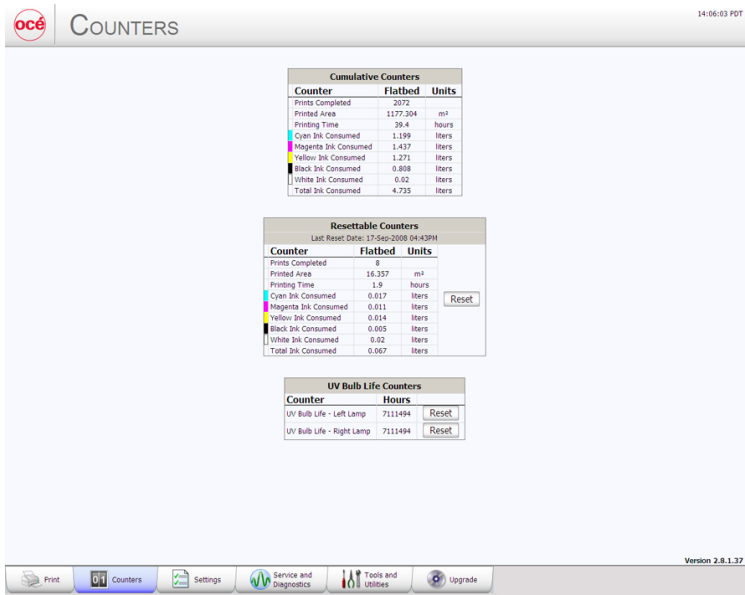 océ
COUNTERS
14:06:03 PDT
Cumulative Counters
Counter Flatbed Units
Prints Completed 2072
Printed Area 1177.304 m²
Printing Time 39.4 hours
Cyan Ink Consumed 1.199 liters
Magenta Ink Consumed 1.437 liters
Yellow Ink Consumed 1.271 liters
Black Ink Consumed 0.808 liters
White Ink Consumed 0.02 liters
Total Ink Consumed 4.735 liters
Resettable Counters
Last Reset Date: 17-Sep-2008 04:43PM
Counter Flatbed Units
Prints Completed 8
Printed Area 16.357 m²
Printing Time 1.9 hours
Cyan Ink Consumed 0.017 liters
Magenta Ink Consumed 0.011 liters
Yellow Ink Consumed 0.014 liters
Black Ink Consumed 0.005 liters
White Ink Consumed 0.02 liters
Total Ink Consumed 0.067 liters
Reset
UV Bulb Life Counters
Counter Hours
UV Bulb Life - Left Lamp 7111494 Reset
UV Bulb Life - Right Lamp 7111494 Reset
Version 2.8.1.37
Print
01 Counters
Settings
Service and
Diagnostics
Tools and
Utilities
Upgrade